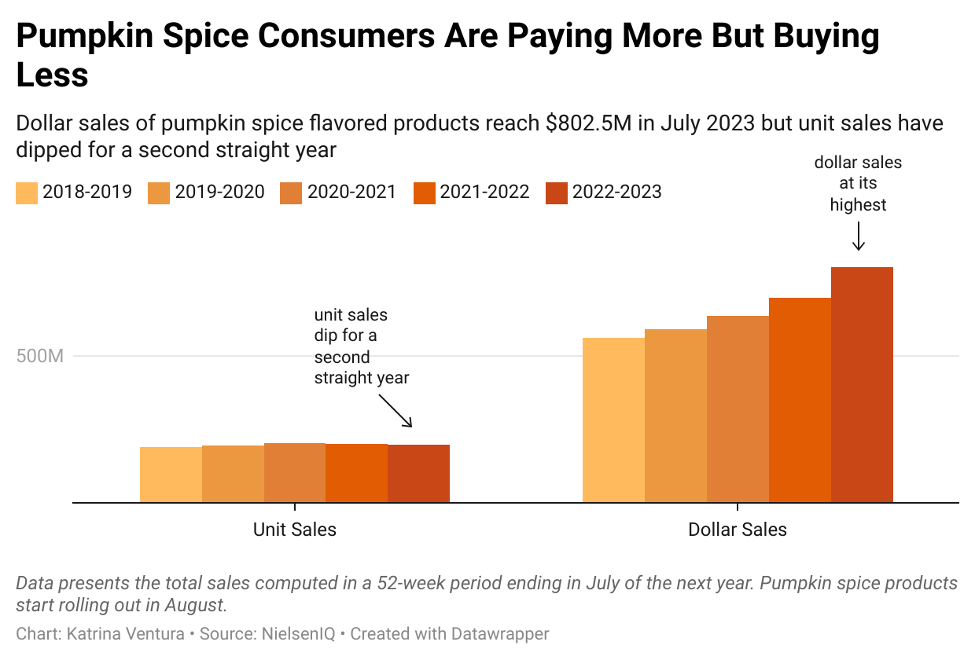 Pumpkin Spice Consumers Are Paying More But Buying
Less
Dollar sales of pumpkin spice flavored products reach $802.5M in July 2023 but unit sales have
dipped for a second straight year
2018-2019 2019-2020 2020-2021 2021-2022 2022-2023
dollar sales
at its
highest
unit sales
dip for a
second
straight year
500M
Unit Sales Dollar Sales
Data presents the total sales computed in a 52-week period ending in July of the next year. Pumpkin spice products
start rolling out in August.
Chart: Katrina Ventura • Source: NielsenIQ • Created with Datawrapper